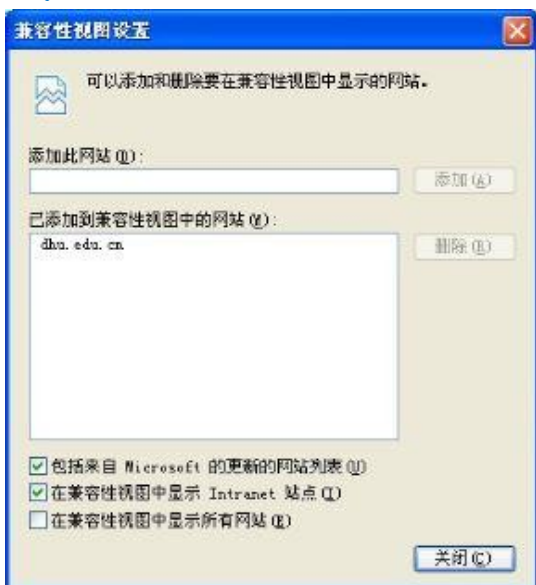 兼容性视图设置
可以添加和删除要在兼容性视图中显示的网站。
添加此网站(D):
添加(A)
已添加到兼容性视图中的网站(W):
dhu.edu.cn
删除(R)
包括来自 Microsoft 的更新的网站列表(U)
在兼容性视图中显示 Intranet 站点(I)
在兼容性视图中显示所有网站(E)
关闭(C)